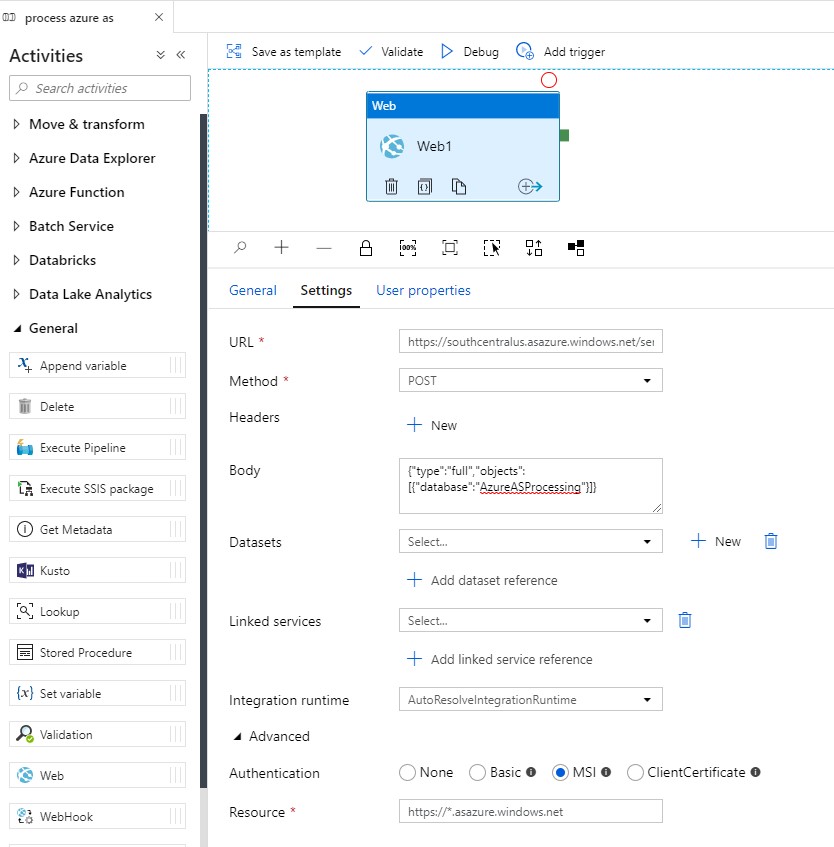 process azure as
Activities
Search activities
Move & transform
Azure Data Explorer
Azure Function
Batch Service
Databricks
Data Lake Analytics
General
Append variable
Delete
Execute Pipeline
Execute SSIS package
Get Metadata
Kusto
Lookup
Stored Procedure
Set variable
Validation
Web
WebHook
Save as template
Validate
Debug
Add trigger
Web
Web1
100%
General
Settings
User properties
URL *
https://southcentralus.asazure.windows.net/ser
Method *
POST
Headers
New
Body
{"type":"full","objects":
[{"database":"AzureASProcessing"}]}
Datasets
Select...
New
Add dataset reference
Linked services
Select...
Add linked service reference
Integration runtime
AutoResolveIntegrationRuntime
Advanced
Authentication
None
Basic
MSI
ClientCertificate
Resource *
https://*.asazure.windows.net